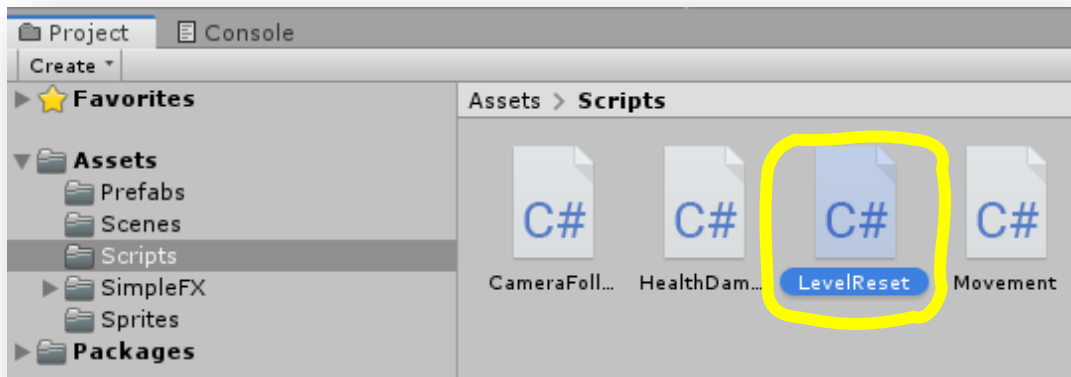 Project
Console
Create
Favorites
Assets
Prefabs
Scenes
Scripts
SimpleFX
Sprites
Packages
Assets > Scripts
C# C# C# C#
CameraFoll... HealthDam... LevelReset Movement